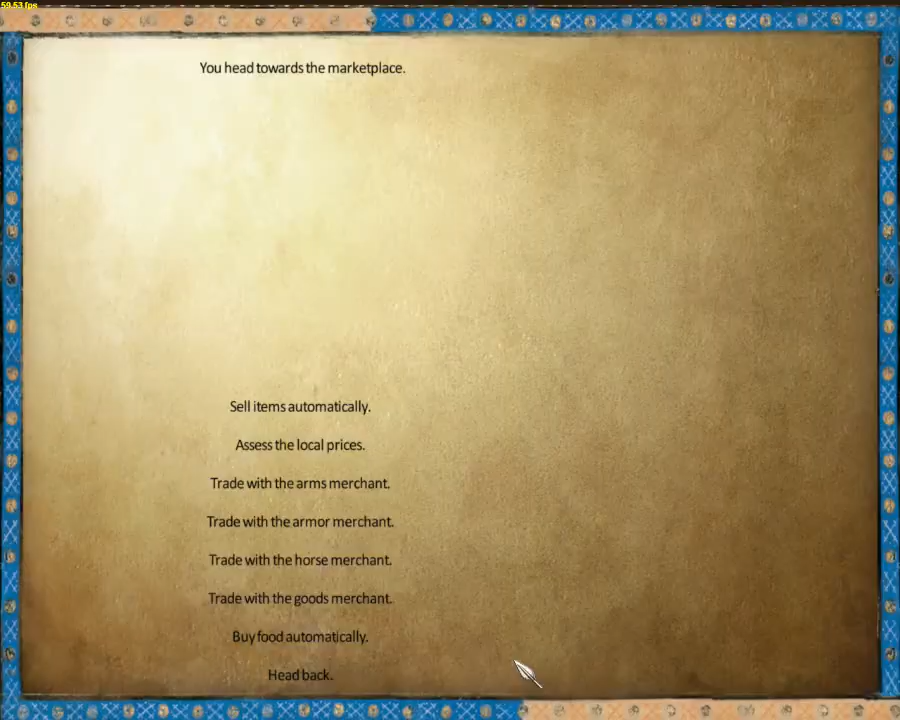 59.53 fps
You head towards the marketplace.
Sell items automatically.
Assess the local prices.
Trade with the arms merchant.
Trade with the armor merchant.
Trade with the horse merchant.
Trade with the goods merchant.
Buy food automatically.
Head back.